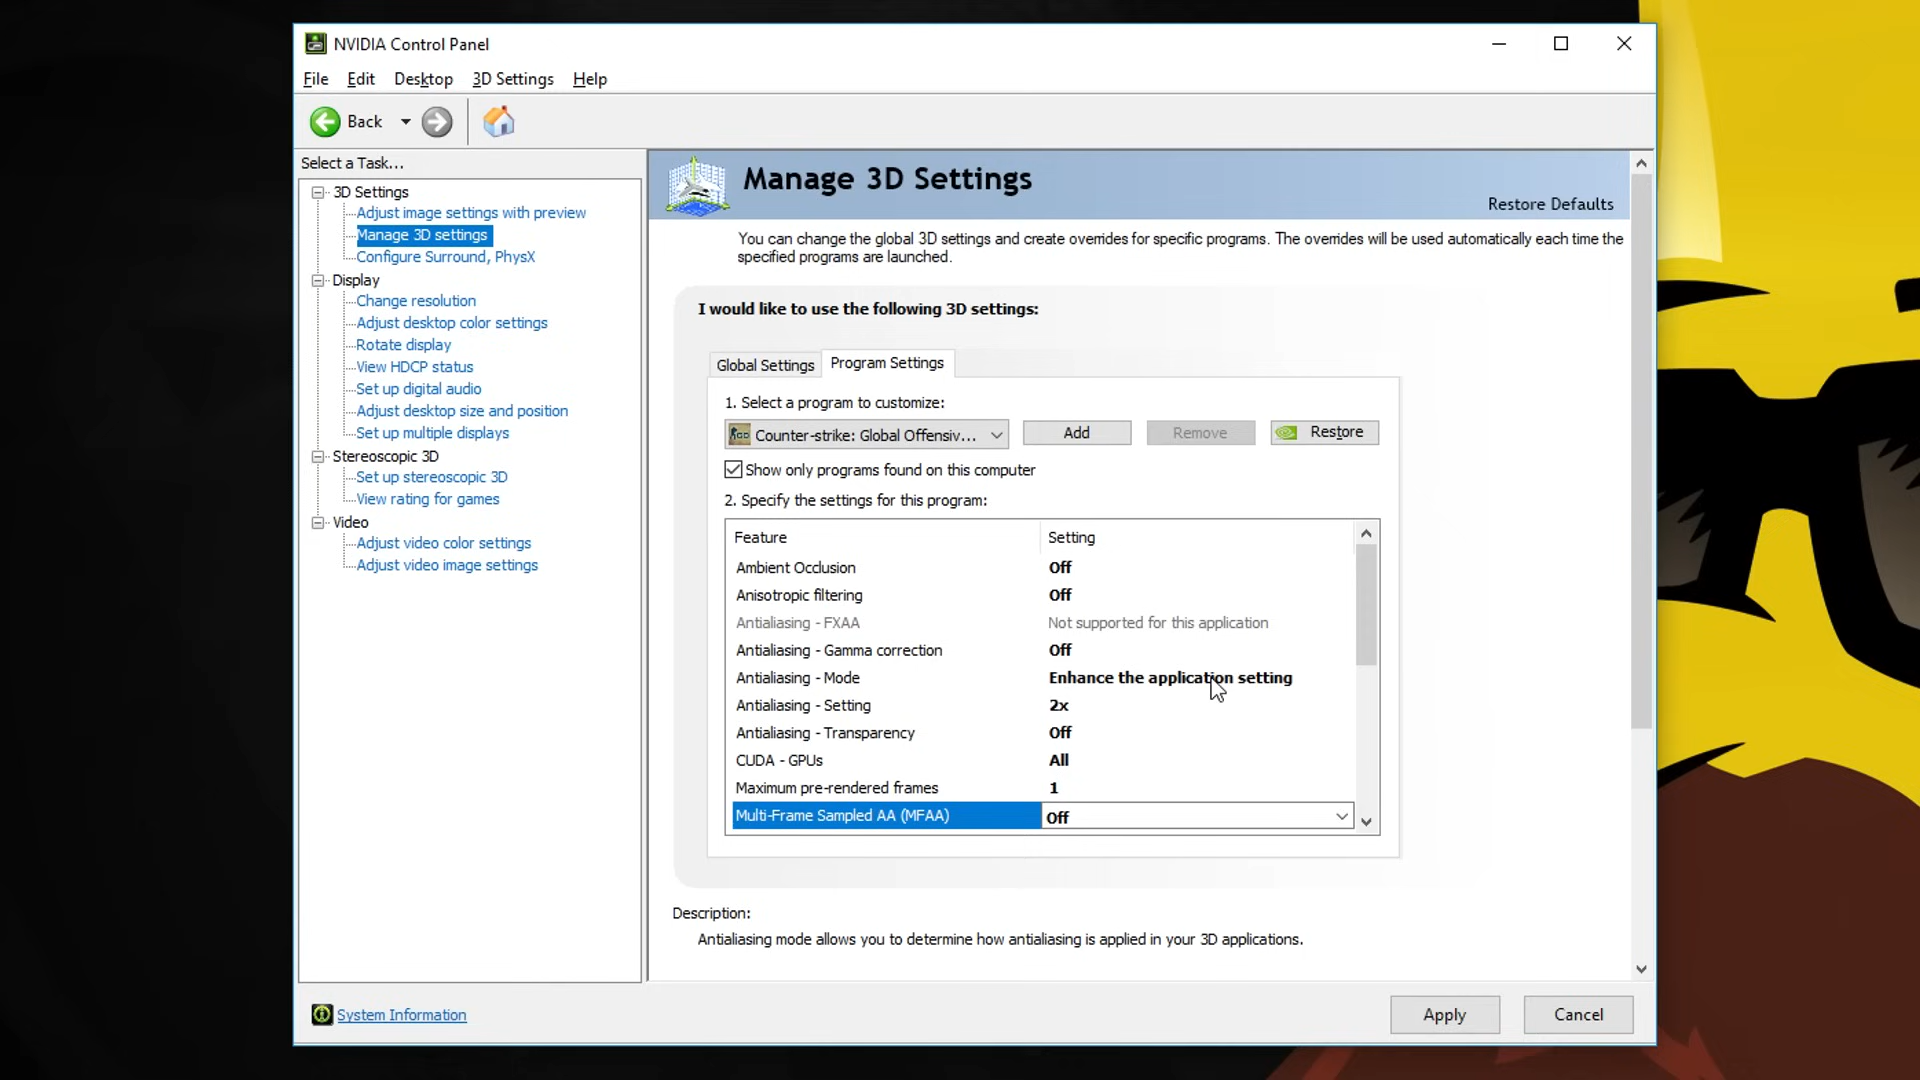 NVIDIA Control Panel
File Edit Desktop 3D Settings Help
Back
Select a Task...
3D Settings
Adjust image settings with preview
Manage 3D settings
Configure Surround, PhysX
Display
Change resolution
Adjust desktop color settings
Rotate display
View HDCP status
Set up digital audio
Adjust desktop size and position
Set up multiple displays
Stereoscopic 3D
Set up stereoscopic 3D
View rating for games
Video
Adjust video color settings
Adjust video image settings
System Information
Manage 3D Settings
Restore Defaults
You can change the global 3D settings and create overrides for specific programs. The overrides will be used automatically each time the
specified programs are launched.
I would like to use the following 3D settings:
Global Settings Program Settings
1. Select a program to customize:
Counter-strike: Global Offensiv... Add Remove Restore
Show only programs found on this computer
2. Specify the settings for this program:
Feature Setting
Ambient Occlusion Off
Anisotropic filtering Off
Antialiasing - FXAA Not supported for this application
Antialiasing - Gamma correction Off
Antialiasing - Mode Enhance the application setting
Antialiasing - Setting 2x
Antialiasing - Transparency Off
CUDA - GPUs All
Maximum pre-rendered frames 1
Multi-Frame Sampled AA (MFAA) Off
Description:
Antialiasing mode allows you to determine how antialiasing is applied in your 3D applications.
Apply Cancel